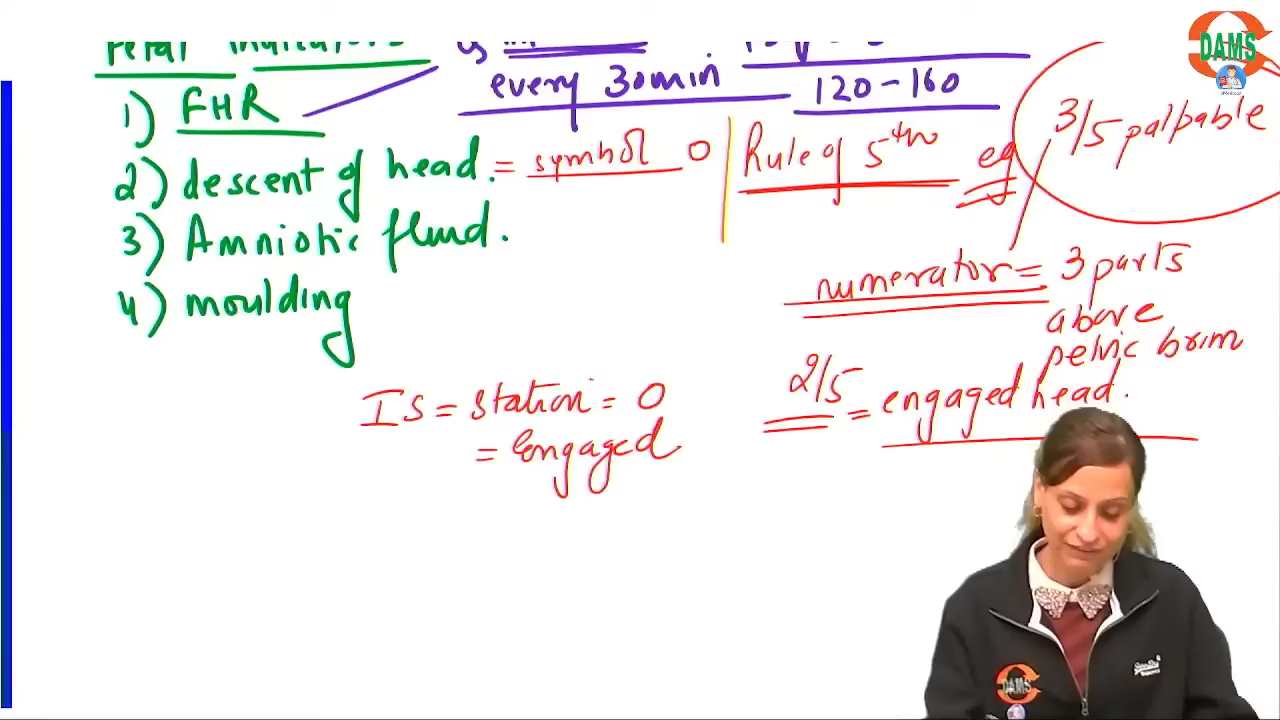 Fetal Indicators
every 30min
120-160
1) FHR
2) descent of head. = symbol O
Rule of 5ths
eg
3/5 palpable
3) Amniotic fluid.
4) moulding
numerator = 3 parts
above
pelvic brim
2/5 = engaged head.
IS = station = 0
= engaged
DAMS
DAMS